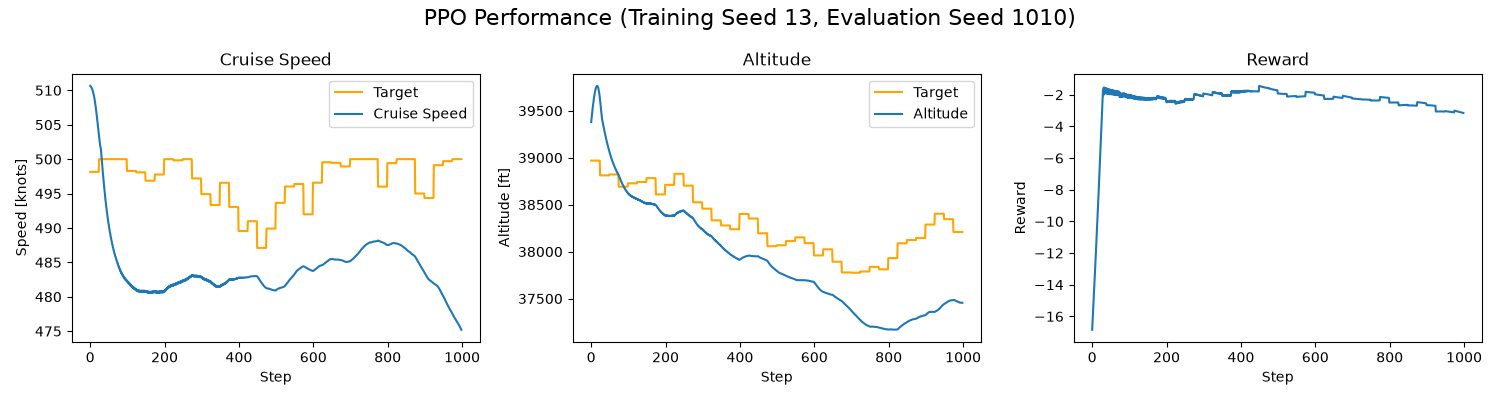 PPO Performance (Training Seed 13, Evaluation Seed 1010)
Cruise Speed
Speed [knots]
510
505
500
495
490
485
480
475
Target
Cruise Speed
0 200 400 600 800 1000
Step
Altitude
Altitude [ft]
39500
39000
38500
38000
37500
Target
Altitude
0 200 400 600 800 1000
Step
Reward
Reward
−2
−4
−6
−8
−10
−12
−14
−16
0 200 400 600 800 1000
Step